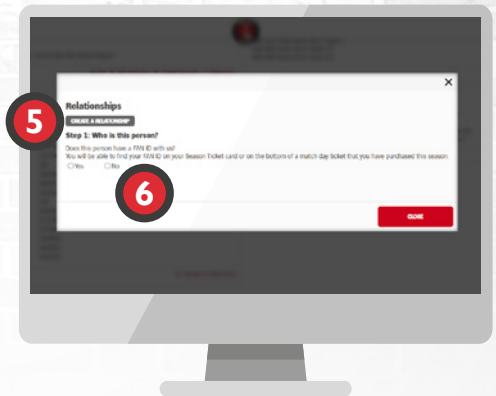 ×
Relationships
5
CREATE A RELATIONSHIP
Step 1: Who is this person?
Does this person have a FAN ID with us?
You will be able to find your FAN ID on your Season Ticket card or on the bottom of a match day ticket that you have purchased this season.
Yes No
6
CLOSE